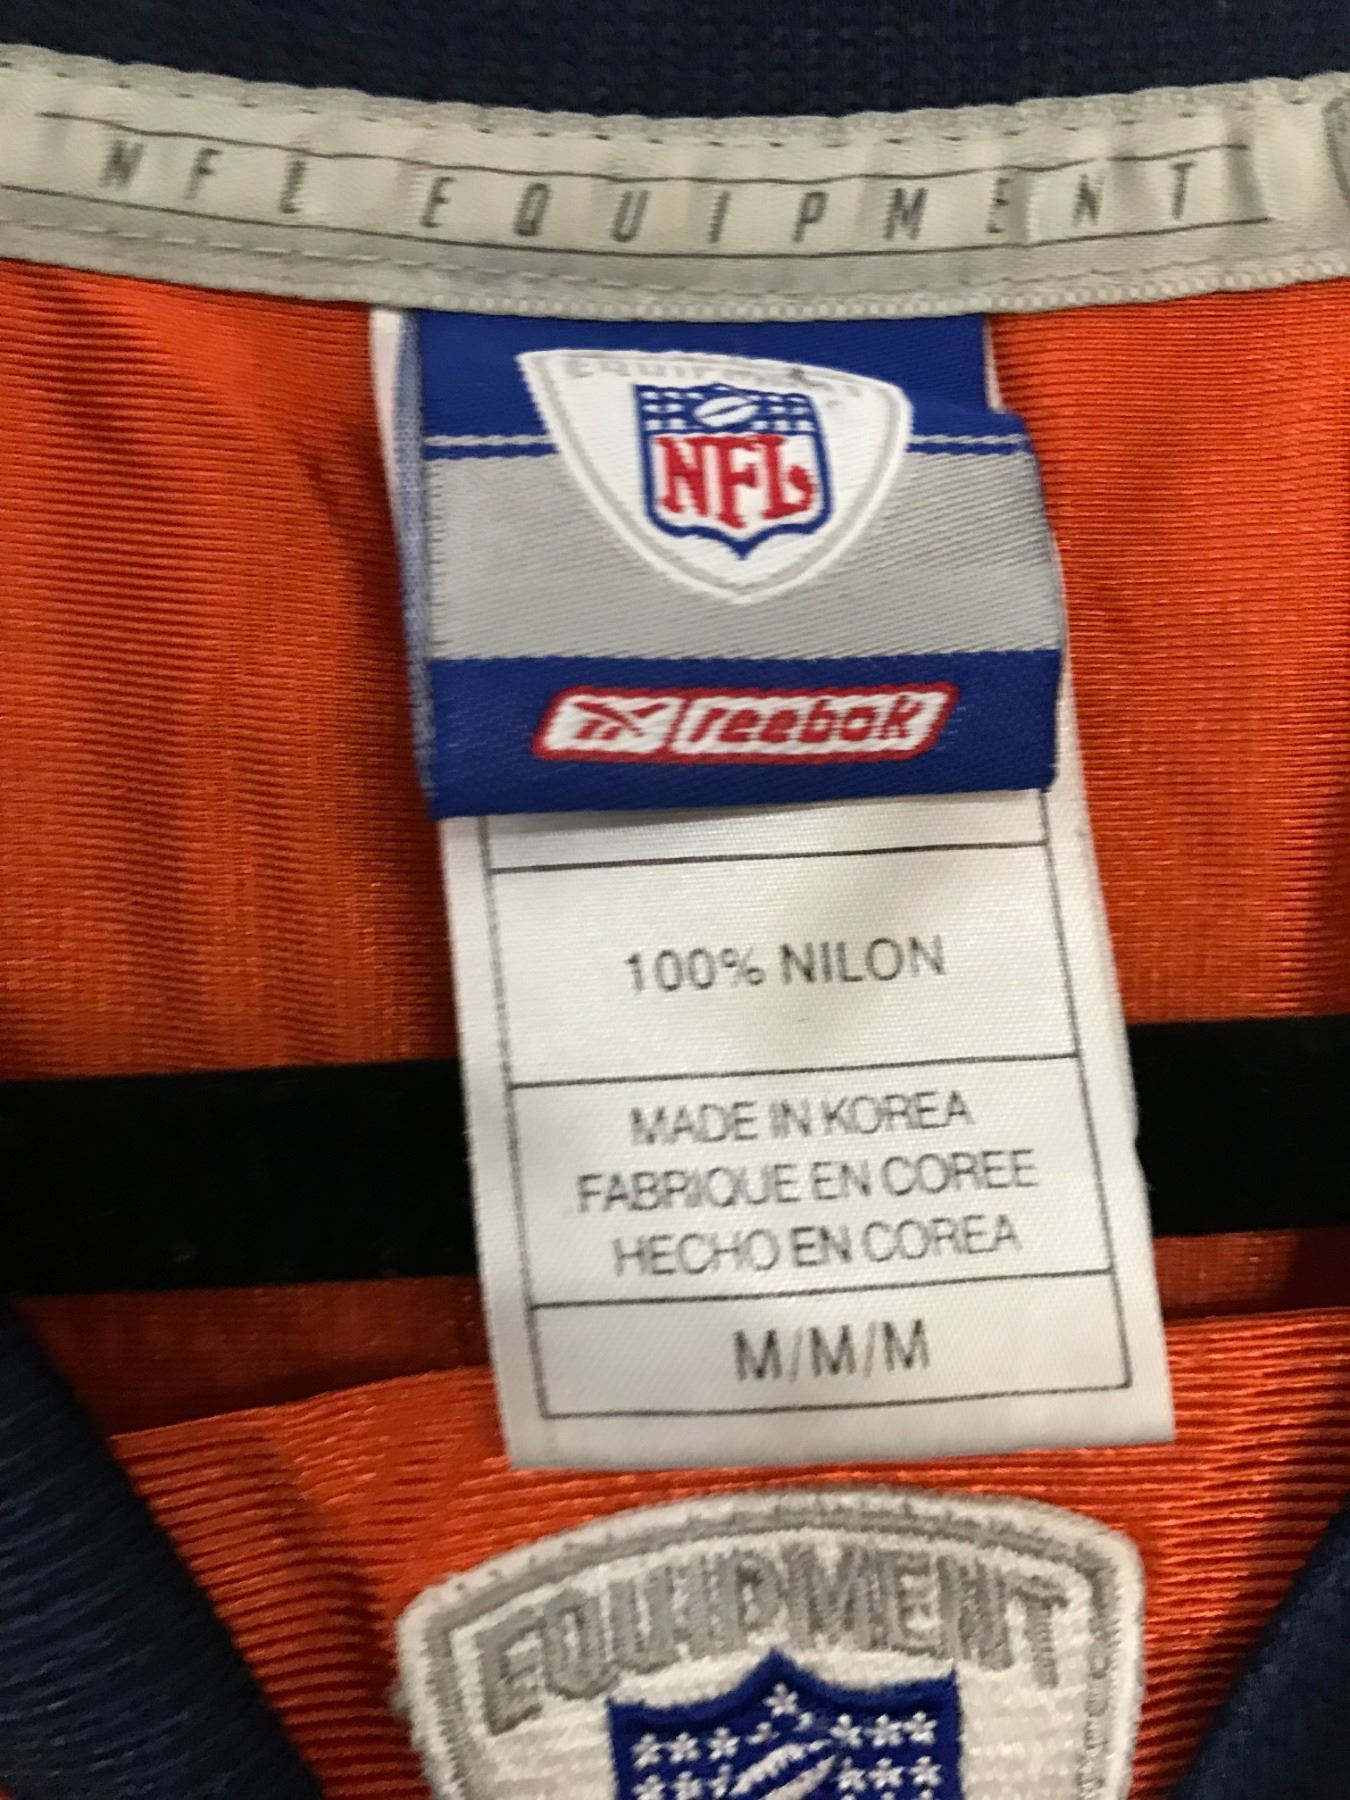 NFL EQUIPMENT
EQUIPMENT
NFL
reebok
100% NILON
MADE IN KOREA
FABRIQUE EN COREE
HECHO EN COREA
M/M/M
EQUIPMENT